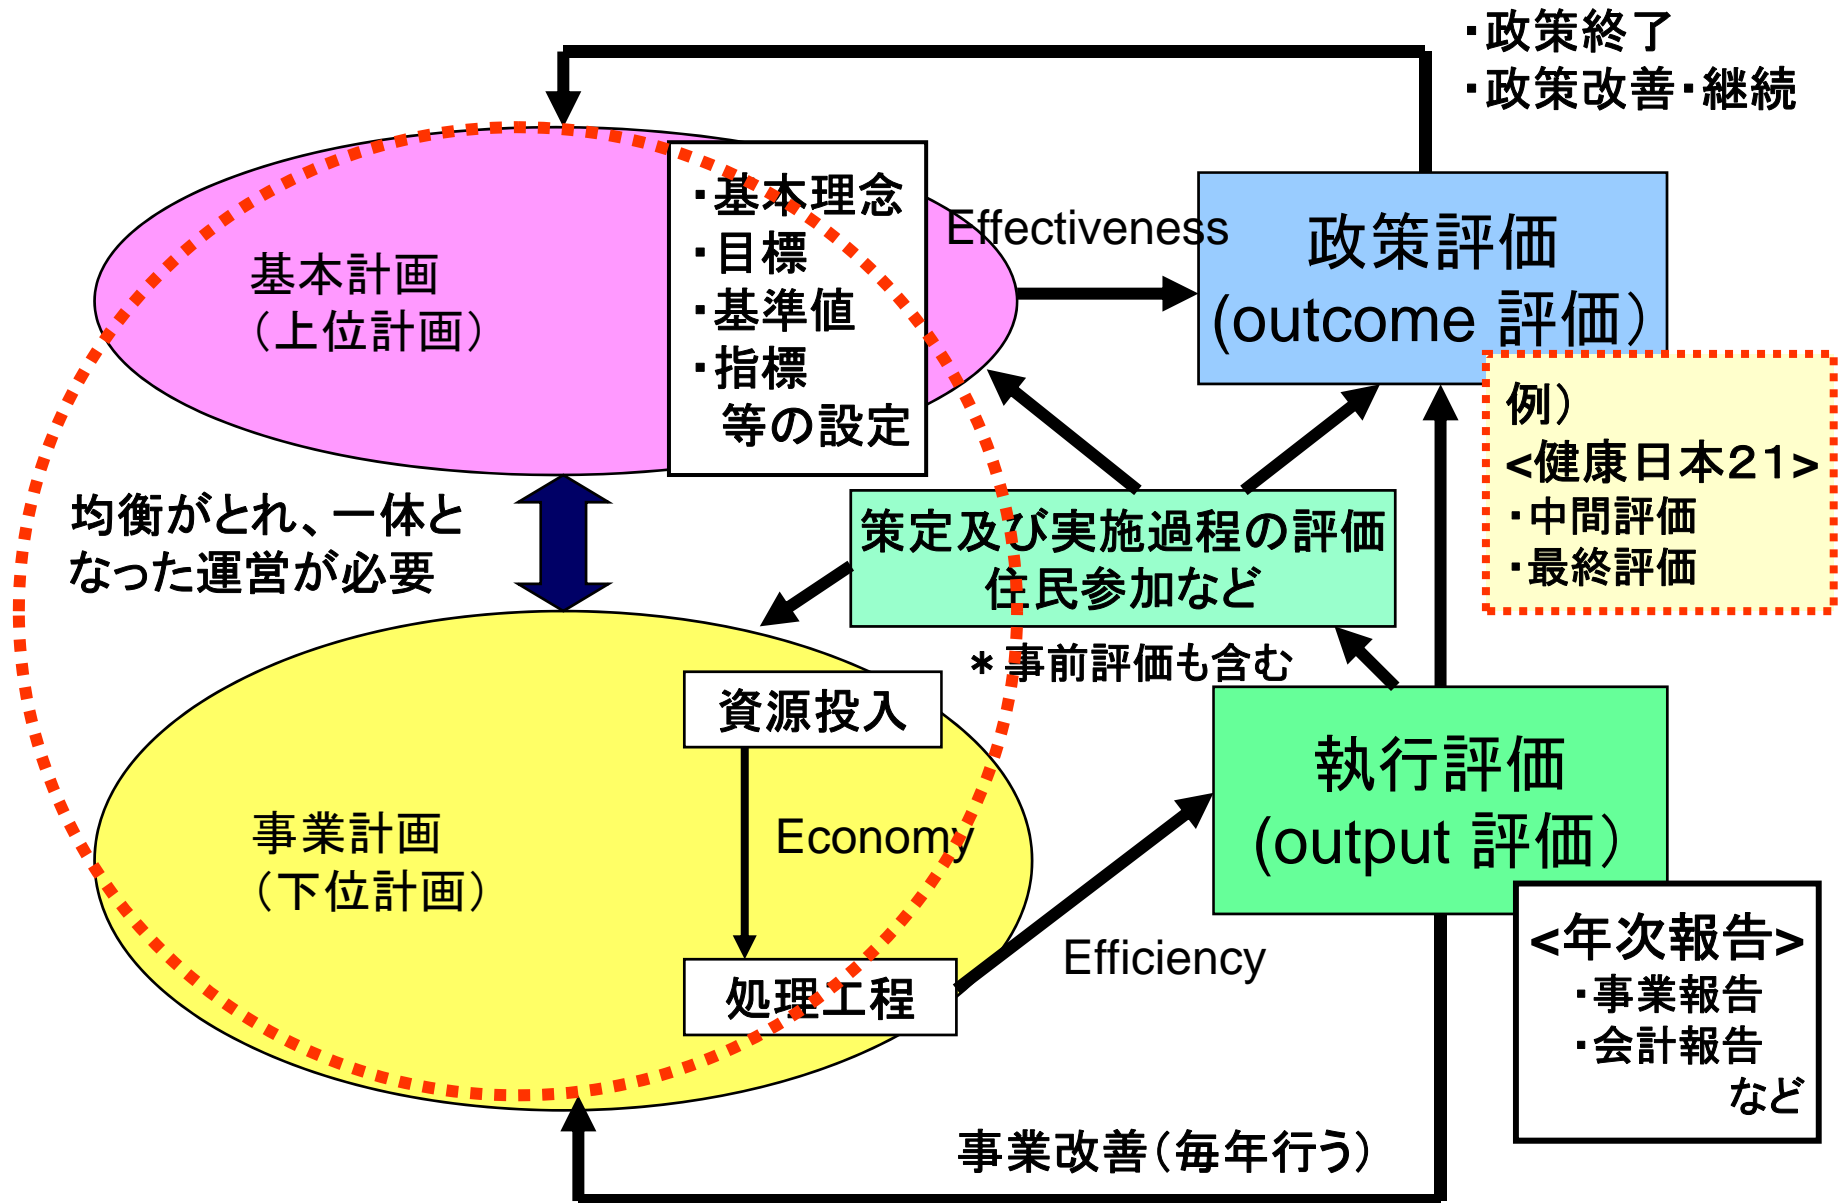 ・政策終了
・政策改善・継続
基本計画
（上位計画）
・基本理念
・目標
・基準値
・指標
等の設定
Effectiveness
政策評価
(outcome 評価）
例）
<健康日本２１>
・中間評価
・最終評価
均衡がとれ、一体と
なった運営が必要
策定及び実施過程の評価
住民参加など
＊事前評価も含む
資源投入
事業計画
（下位計画）
Economy
処理工程
Efficiency
執行評価
(output 評価）
<年次報告>
・事業報告
・会計報告
など
事業改善（毎年行う）